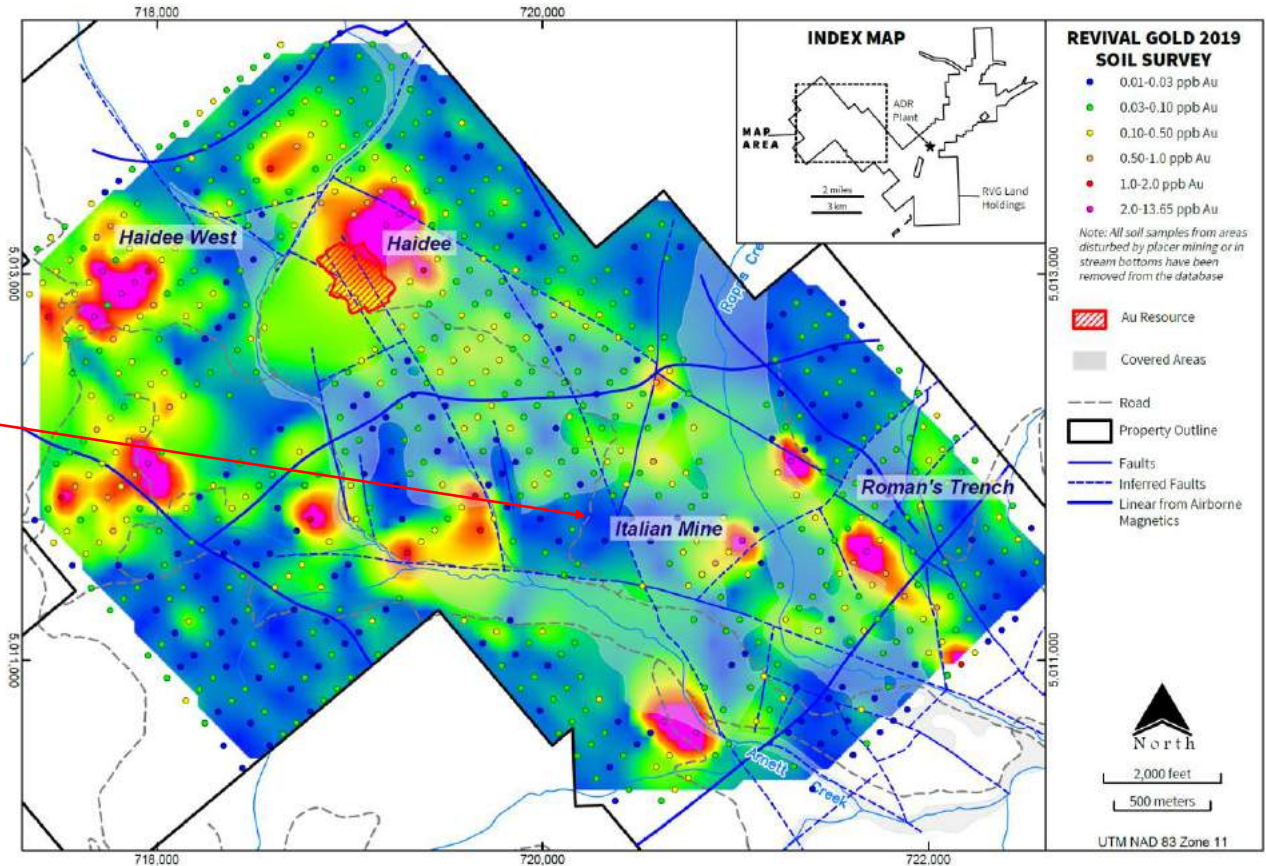 718,000
720,000
INDEX MAP
ADR
Plant
MAP
AREA
2 miles
3 km
RVG Land
Holdings
REVIVAL GOLD 2019
SOIL SURVEY
0.01-0.03 ppb Au
0.03-0.10 ppb Au
0.10-0.50 ppb Au
0.50-1.0 ppb Au
1.0-2.0 ppb Au
2.0-13.65 ppb Au
Note: All soil samples from areas
disturbed by placer mining or in
stream bottoms have been
removed from the database
Au Resource
Covered Areas
Road
Property Outline
Faults
Inferred Faults
Linear from Airborne
Magnetics
North
2,000 feet
500 meters
UTM NAD 83 Zone 11
Haidee West
Haidee
5,013,000
5,013,000
Roman's Trench
Italian Mine
5,011,000
5,011,000
Arnett
Creek
718,000
720,000
722,000